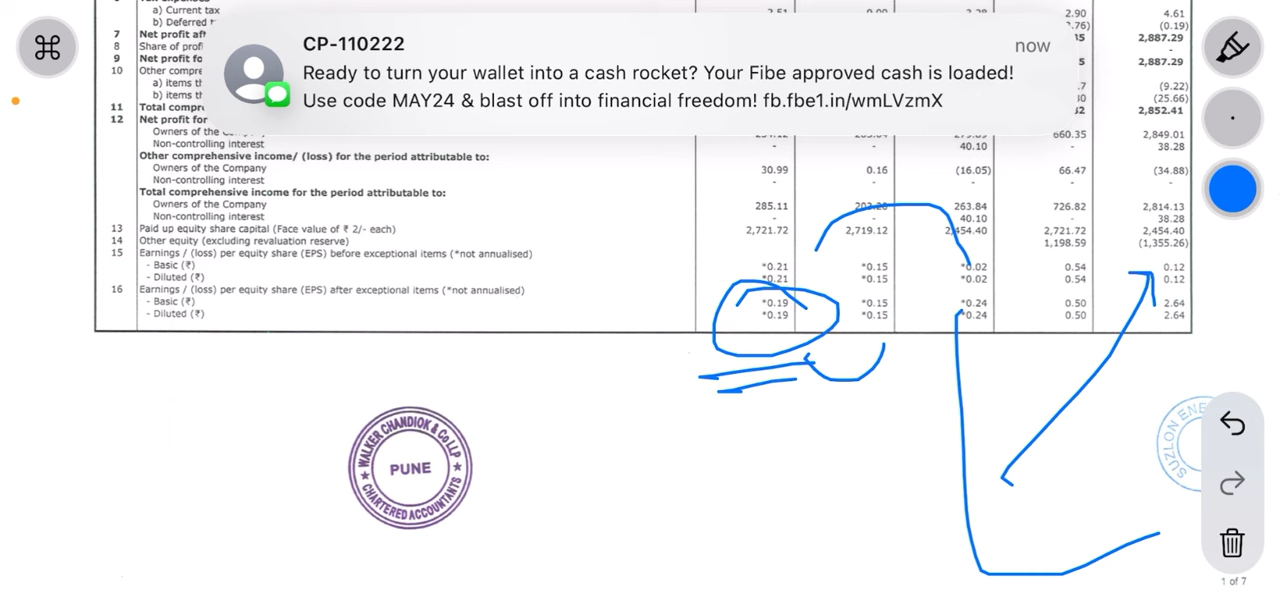 a) Current tax 2.90 4.61
b) Deferred (0.19)
7 Net profit 2,887.29
8 Share of -
9 Net profit 2,887.29
10 Other
a) items (9.22)
b) items (25.66)
11 Total 2,852.41
12 Net profit for
CP-110222 now
Ready to turn your wallet into a cash rocket? Your Fibe approved cash is loaded!
Use code MAY24 & blast off into financial freedom! fb.fbe1.in/wmLVzmX
Owners of the 660.35 2,849.01
Non-controlling interest - - 40.10 - 38.28
Other comprehensive income/ (loss) for the period attributable to:
Owners of the Company 30.99 0.16 (16.05) 66.47 (34.88)
Non-controlling interest - - - - -
Total comprehensive income for the period attributable to:
Owners of the Company 285.11 203.20 263.84 726.82 2,814.13
Non-controlling interest - - 40.10 - 38.28
13 Paid up equity share capital (Face value of ₹ 2/- each) 2,721.72 2,719.12 2,454.40 2,721.72 2,454.40
14 Other equity (excluding revaluation reserve) 1,198.59 (1,355.26)
15 Earnings / (loss) per equity share (EPS) before exceptional items (*not annualised)
- Basic (₹) *0.21 *0.15 *0.02 0.54 0.12
- Diluted (₹) *0.21 *0.15 *0.02 0.54 0.12
16 Earnings / (loss) per equity share (EPS) after exceptional items (*not annualised)
- Basic (₹) *0.19 *0.15 *0.24 0.50 2.64
- Diluted (₹) *0.19 *0.15 *0.24 0.50 2.64
WALKER CHANDIOK & Co LLP
PUNE
CHARTERED ACCOUNTANTS
SUZLON ENE
1 of 7